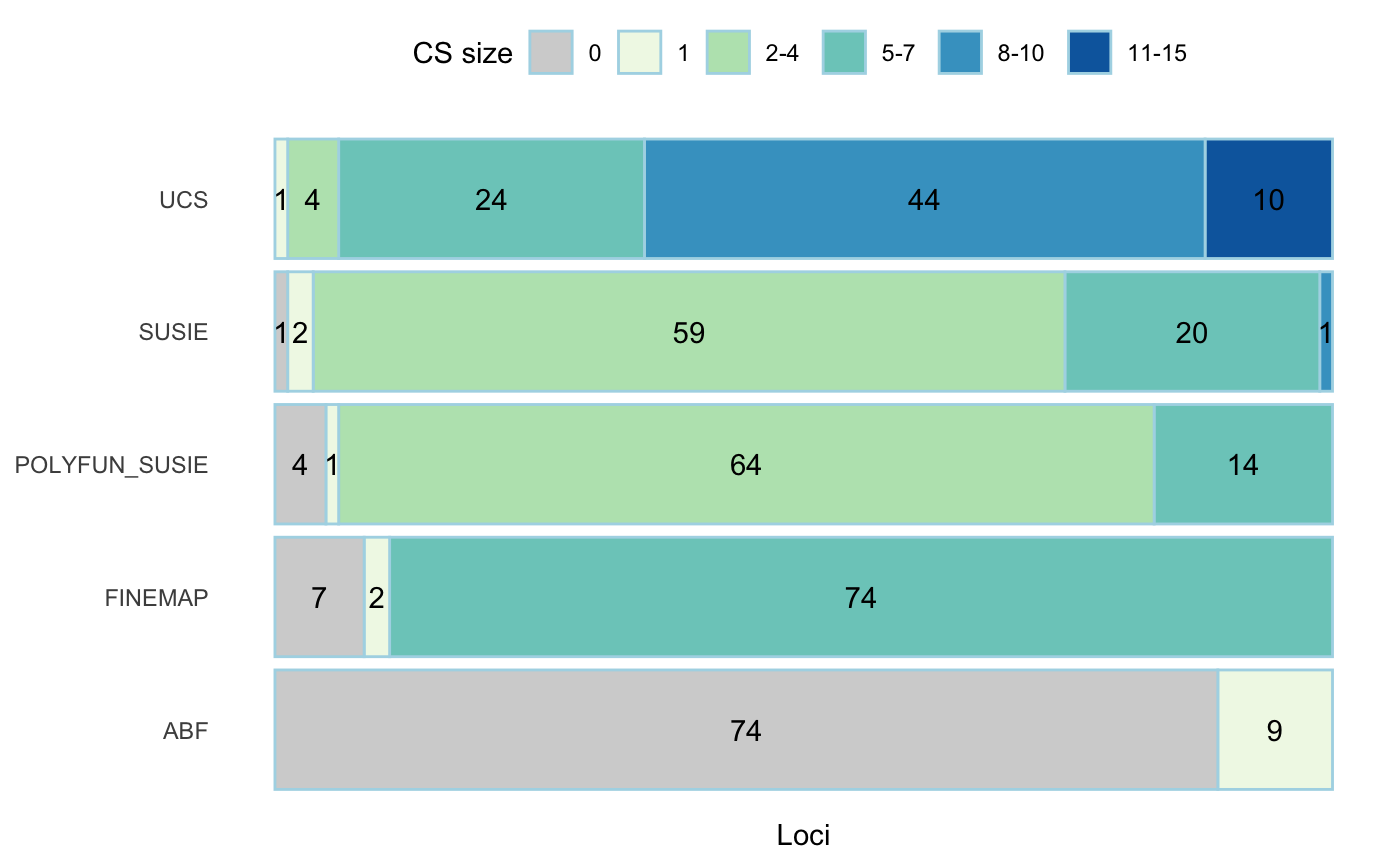 CS size 0 1 2-4 5-7 8-10 11-15
UCS 1 4 24 44 10
SUSIE 1 2 59 20 1
POLYFUN_SUSIE 4 1 64 14
FINEMAP 7 2 74
ABF 74 9
Loci